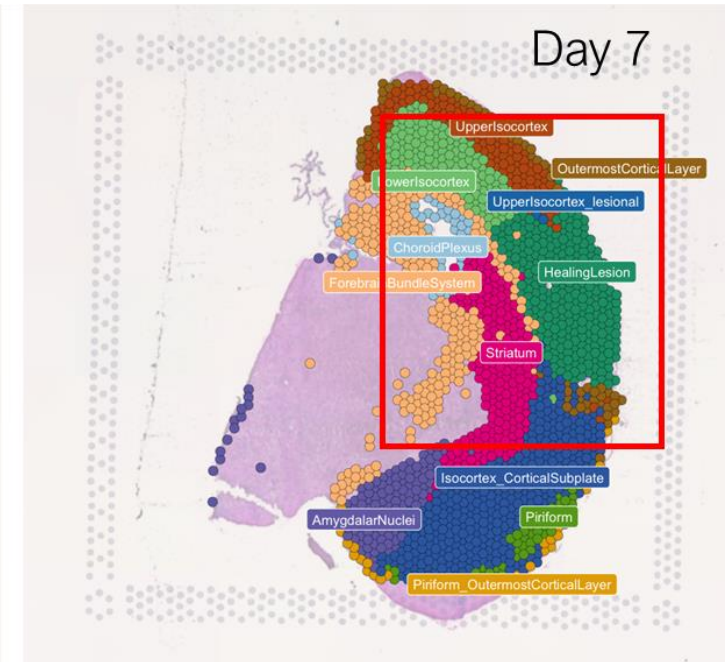 Day 7
UpperIsocortex
OutermostCorticalLayer
LowerIsocortex
UpperIsocortex_lesional
ChoroidPlexus
HealingLesion
ForebrainBundleSystem
Striatum
Isocortex_CorticalSubplate
AmygdalarNuclei
Piriform
Piriform_OutermostCorticalLayer